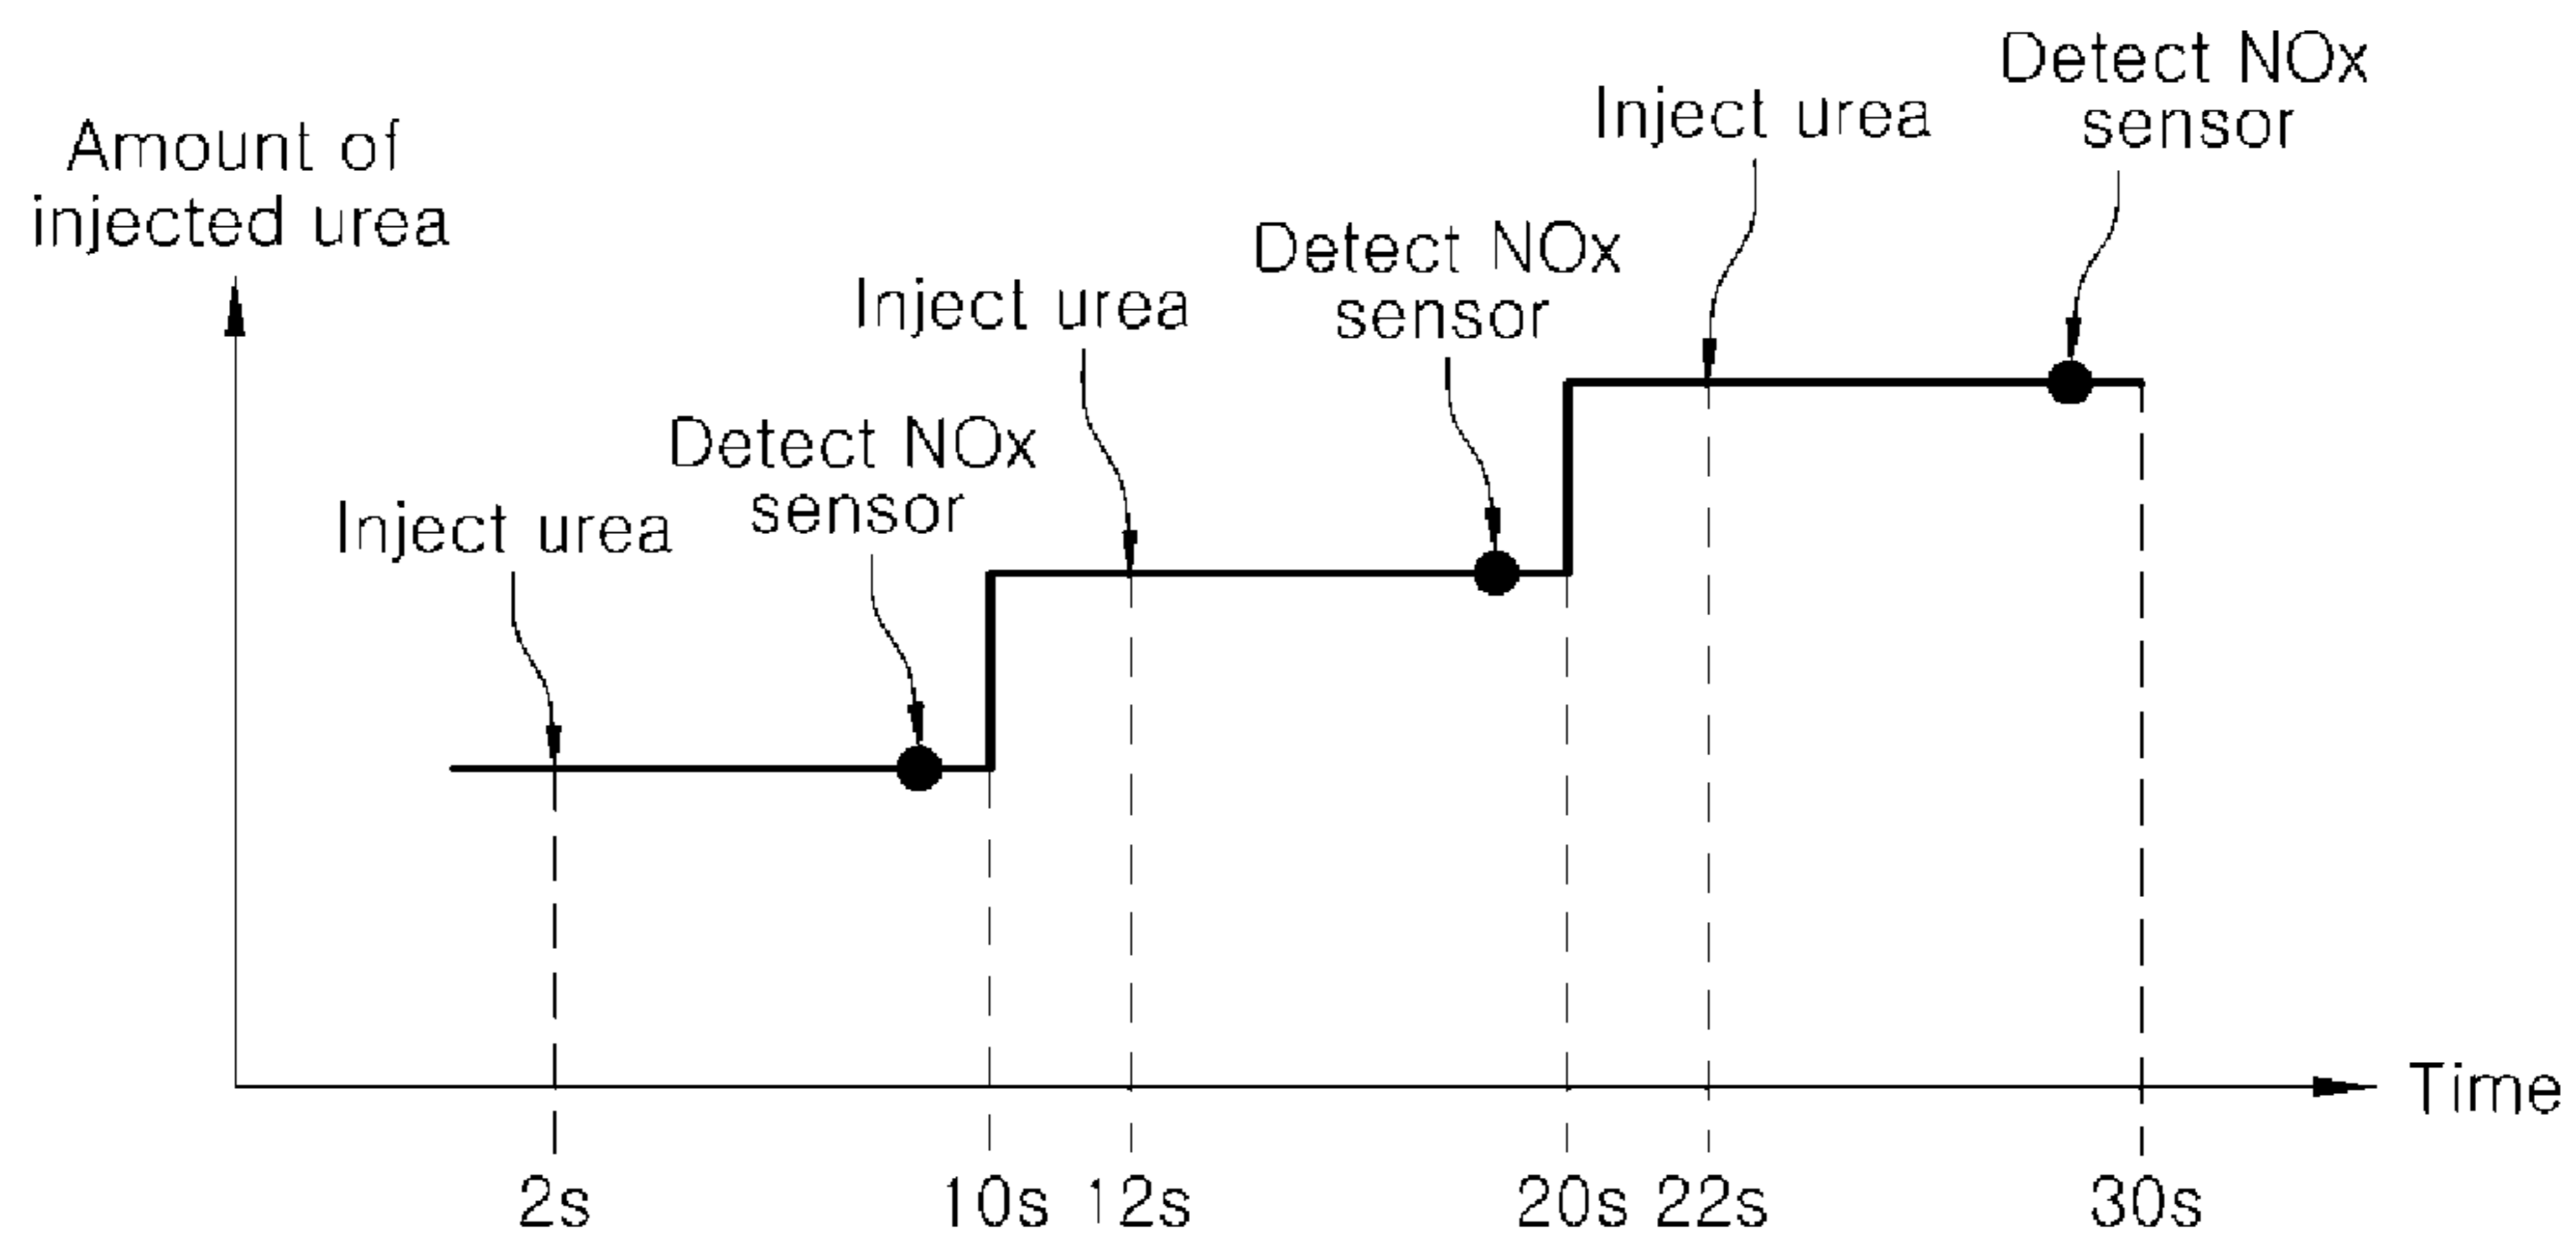 Amount of
injected urea
Inject urea
Detect NOx
sensor
Inject urea
Detect NOx
sensor
Inject urea
Detect NOx
sensor
Time
2s
10s
12s
20s
22s
30s